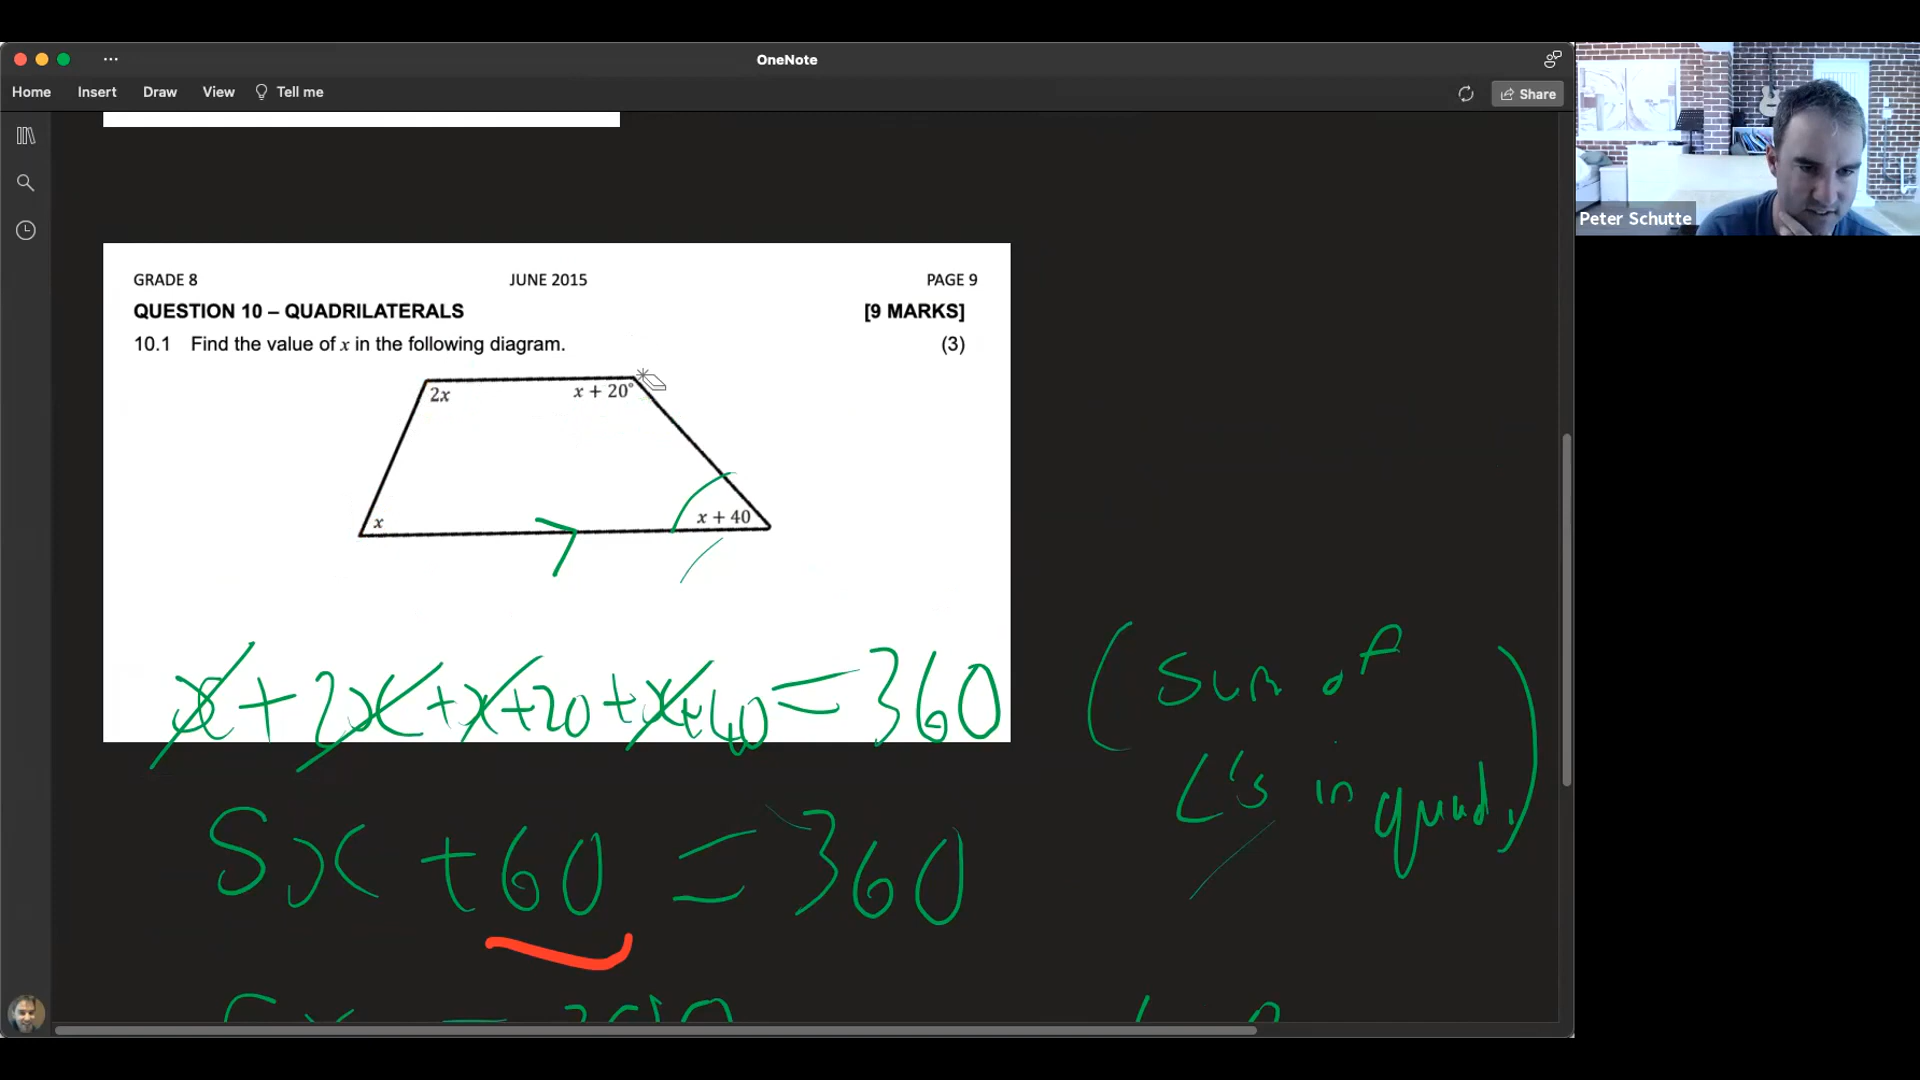 OneNote
Home Insert Draw View Tell me
Share
Peter Schutte
GRADE 8 JUNE 2015 PAGE 9
QUESTION 10 – QUADRILATERALS [9 MARKS]
10.1 Find the value of x in the following diagram. (3)
2x x + 20°
x x + 40
x + 2x + x + 20 + x + 40 = 360
(Sum of
∠'s in quad.)
5x + 60 = 360